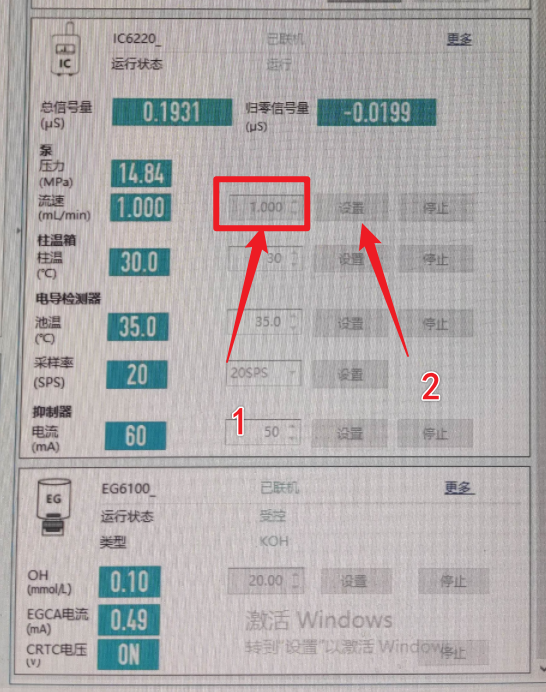 IC6220_ 已联机 更多
IC 运行状态 运行
总信号量 (μS) 0.1931 归零信号量 (μS) -0.0199
泵
压力 (MPa) 14.84
流速 (mL/min) 1.000 1.000 设置 停止
柱温箱
柱温 (℃) 30.0 30 设置 停止
电导检测器
池温 (℃) 35.0 35.0 设置 停止
采样率 (SPS) 20 20SPS 设置
1 2
抑制器
电流 (mA) 60 50 设置 停止
EG EG6100_ 已联机 更多
运行状态 受控
类型 KOH
OH (mmol/L) 0.10 20.00 设置 停止
EGCA电流 (mA) 0.49
激活 Windows
转到"设置"以激活 Windows
CRTC电压 (V) ON 停止